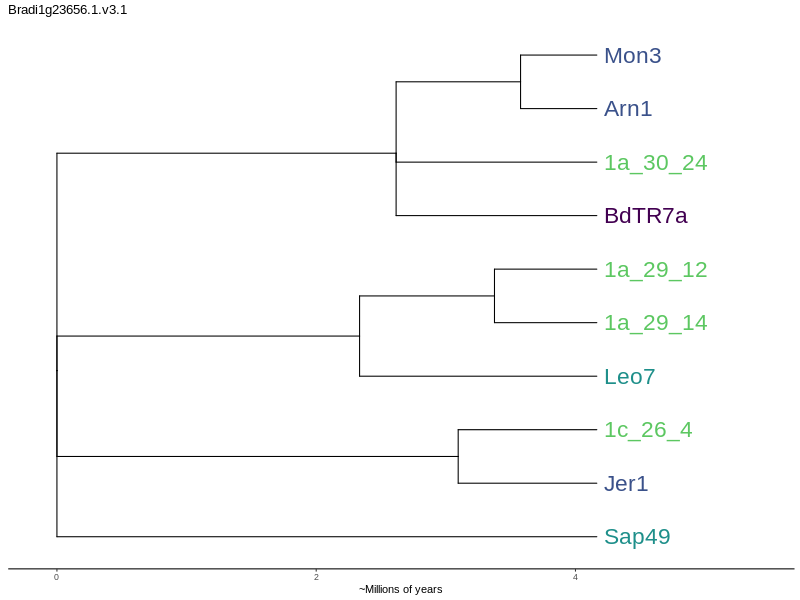 Bradi1g23656.1.v3.1
Mon3
Arn1
1a_30_24
BdTR7a
1a_29_12
1a_29_14
Leo7
1c_26_4
Jer1
Sap49
0 2 4
~Millions of years